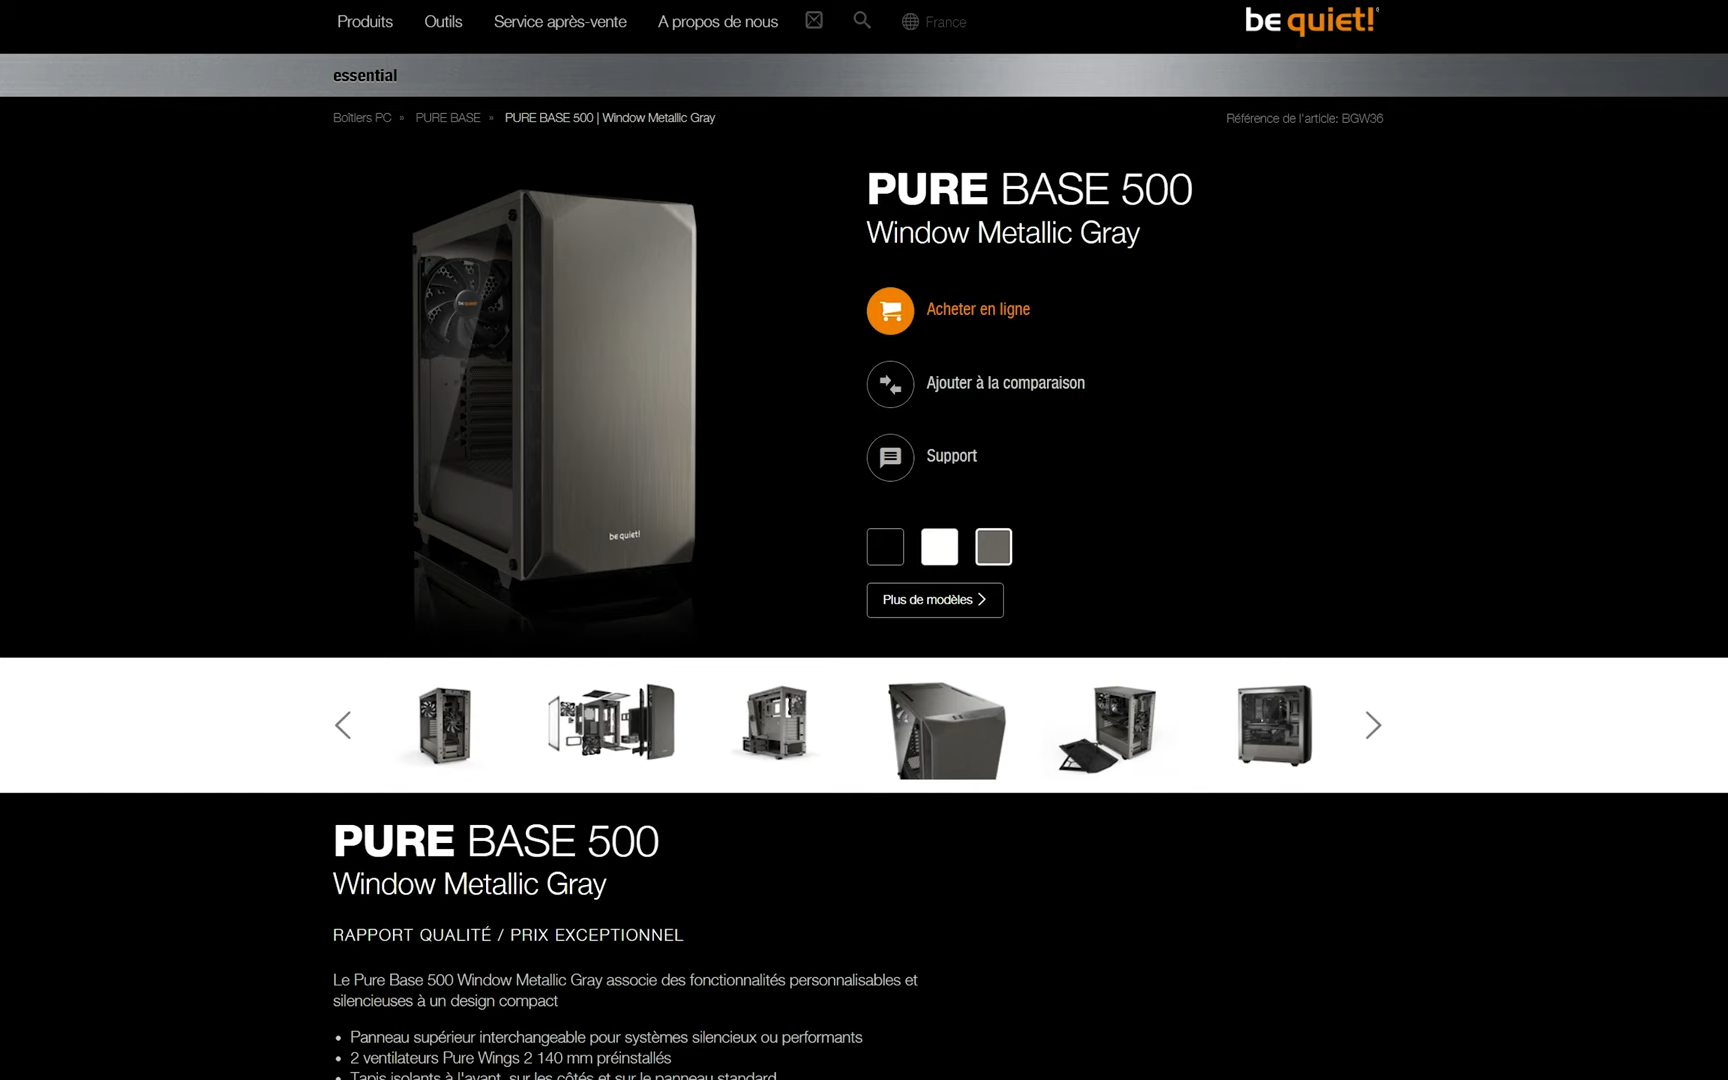 Produits Outils Service après-vente A propos de nous France be quiet!
essential
Boîtiers PC » PURE BASE » PURE BASE 500 | Window Metallic Gray Référence de l'article: BGW36
PURE BASE 500
Window Metallic Gray
Acheter en ligne
Ajouter à la comparaison
Support
be quiet!
be quiet!
Plus de modèles
PURE BASE 500
Window Metallic Gray
RAPPORT QUALITÉ / PRIX EXCEPTIONNEL
Le Pure Base 500 Window Metallic Gray associe des fonctionnalités personnalisables et
silencieuses à un design compact
• Panneau supérieur interchangeable pour systèmes silencieux ou performants
• 2 ventilateurs Pure Wings 2 140 mm préinstallés
• Tapis isolants à l'avant, sur les côtés et sur le panneau standard